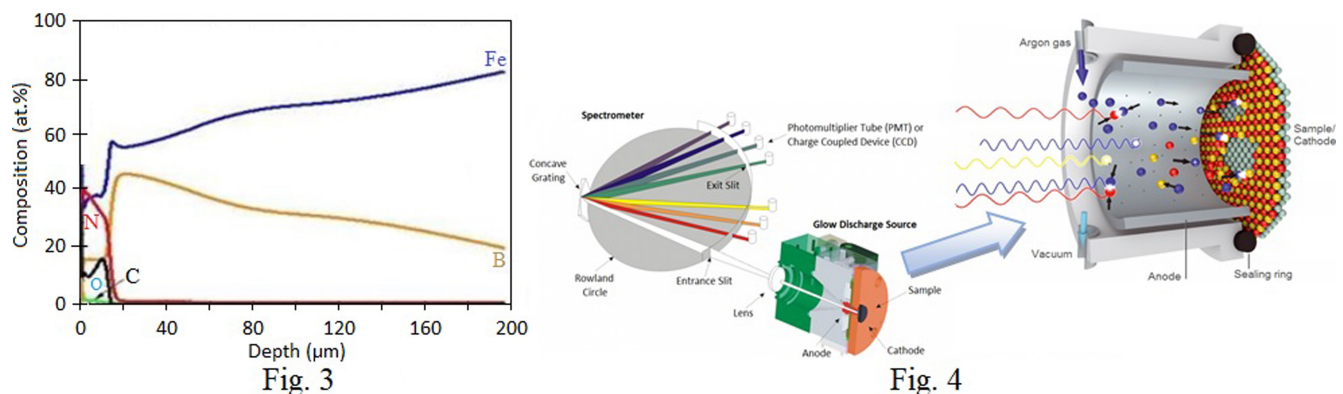 100
80
60
40
20
0
Composition (at.%)
Fe
N
B
O
C
0
40
80
120
160
200
Depth (µm)
Fig. 3
Spectrometer
Concave
Grating
Photomultiplier Tube (PMT) or
Charge Coupled Device (CCD)
Exit Slit
Rowland
Circle
Entrance Slit
Glow Discharge Source
Lens
Sample
Anode
Cathode
Argon gas
Sample/
Cathode
Vacuum
Anode
Sealing ring
Fig. 4